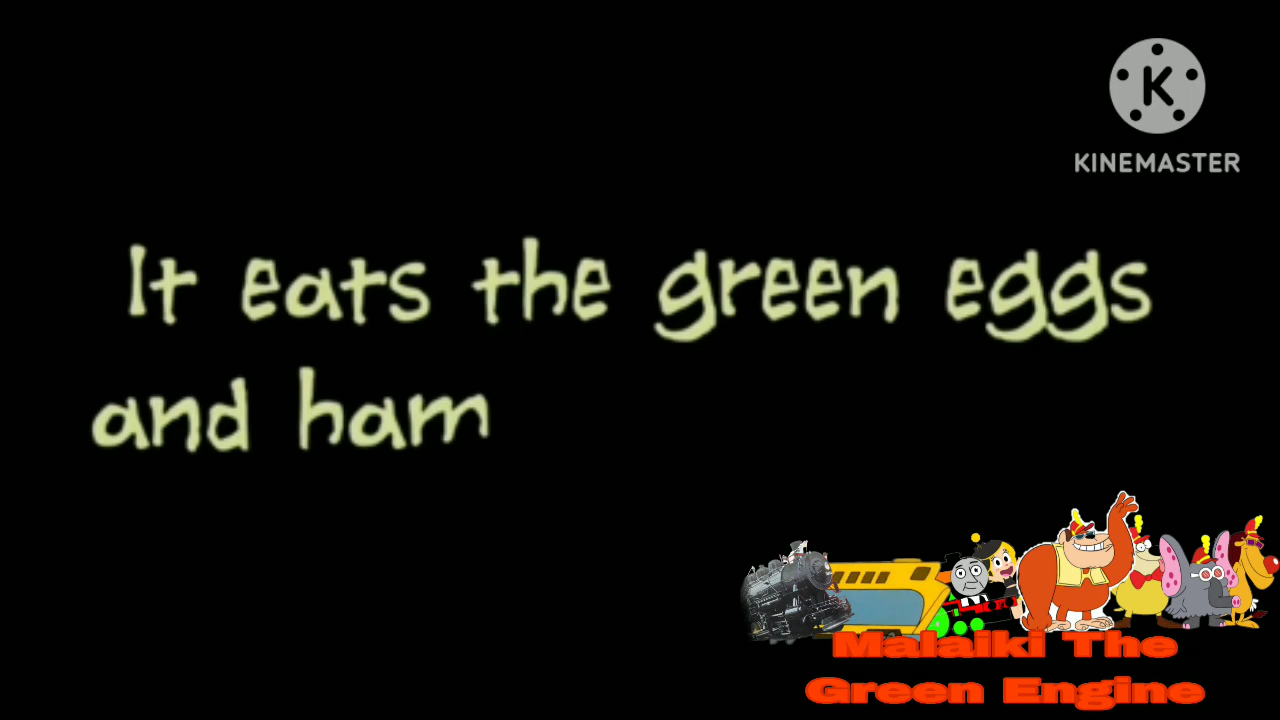 K
KINEMASTER
It eats the green eggs
and ham
Malaiki The
Green Engine